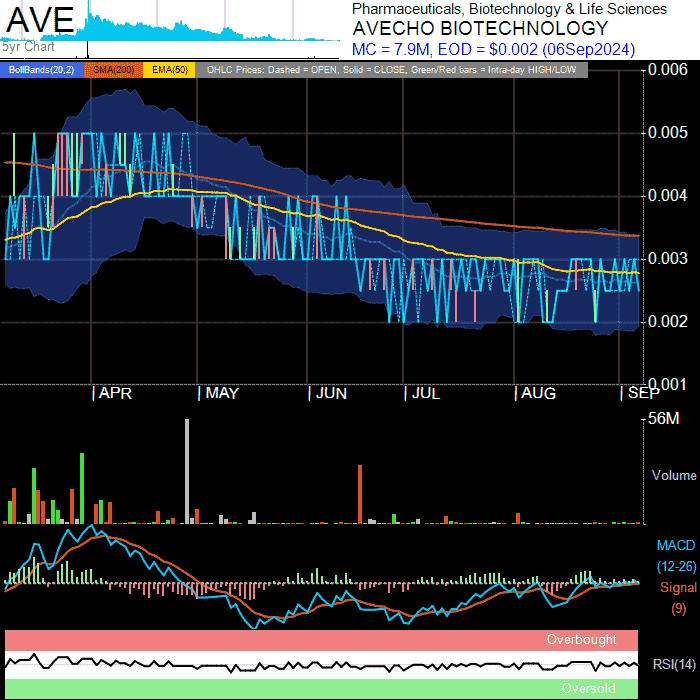 AVE
5yr Chart
Pharmaceuticals, Biotechnology & Life Sciences
AVECHO BIOTECHNOLOGY
MC = 7.9M, EOD = $0.002 (06Sep2024)
BollBands(20,2) SMA(200) EMA(50) OHLC Prices: Dashed = OPEN, Solid = CLOSE, Green/Red bars = Intra-day HIGH/LOW
0.006
0.005
0.004
0.003
0.002
0.001
APR MAY JUN JUL AUG SEP
56M
Volume
MACD
(12-26)
Signal
(9)
Overbought
RSI(14)
Oversold